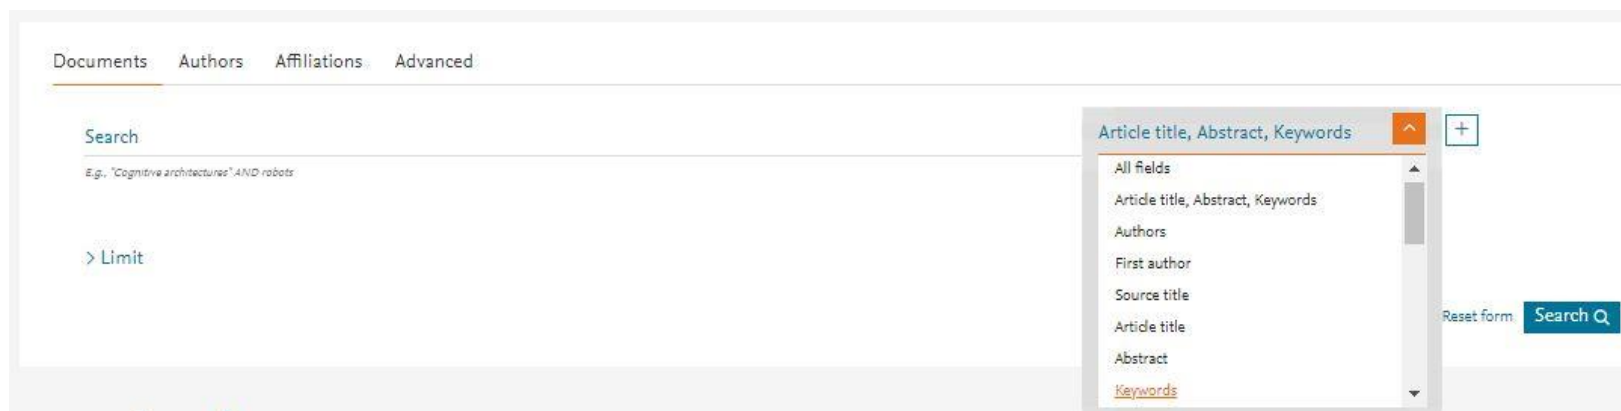 Documents Authors Affiliations Advanced
Search
Article title, Abstract, Keywords
E.g., "Cognitive architectures" AND robots
All fields
Article title, Abstract, Keywords
Authors
> Limit
First author
Source title
Article title
Reset form Search
Abstract
Keywords